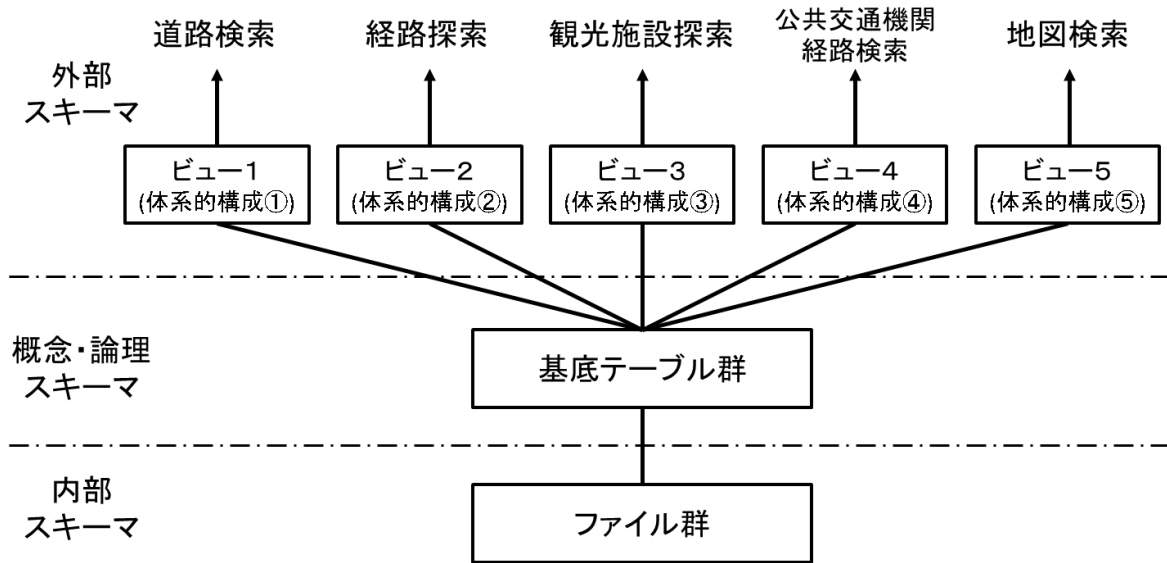 道路検索
経路探索
観光施設探索
公共交通機関
経路検索
地図検索
外部
スキーマ
ビュー1
(体系的構成①)
ビュー2
(体系的構成②)
ビュー3
(体系的構成③)
ビュー4
(体系的構成④)
ビュー5
(体系的構成⑤)
概念・論理
スキーマ
基底テーブル群
内部
スキーマ
ファイル群